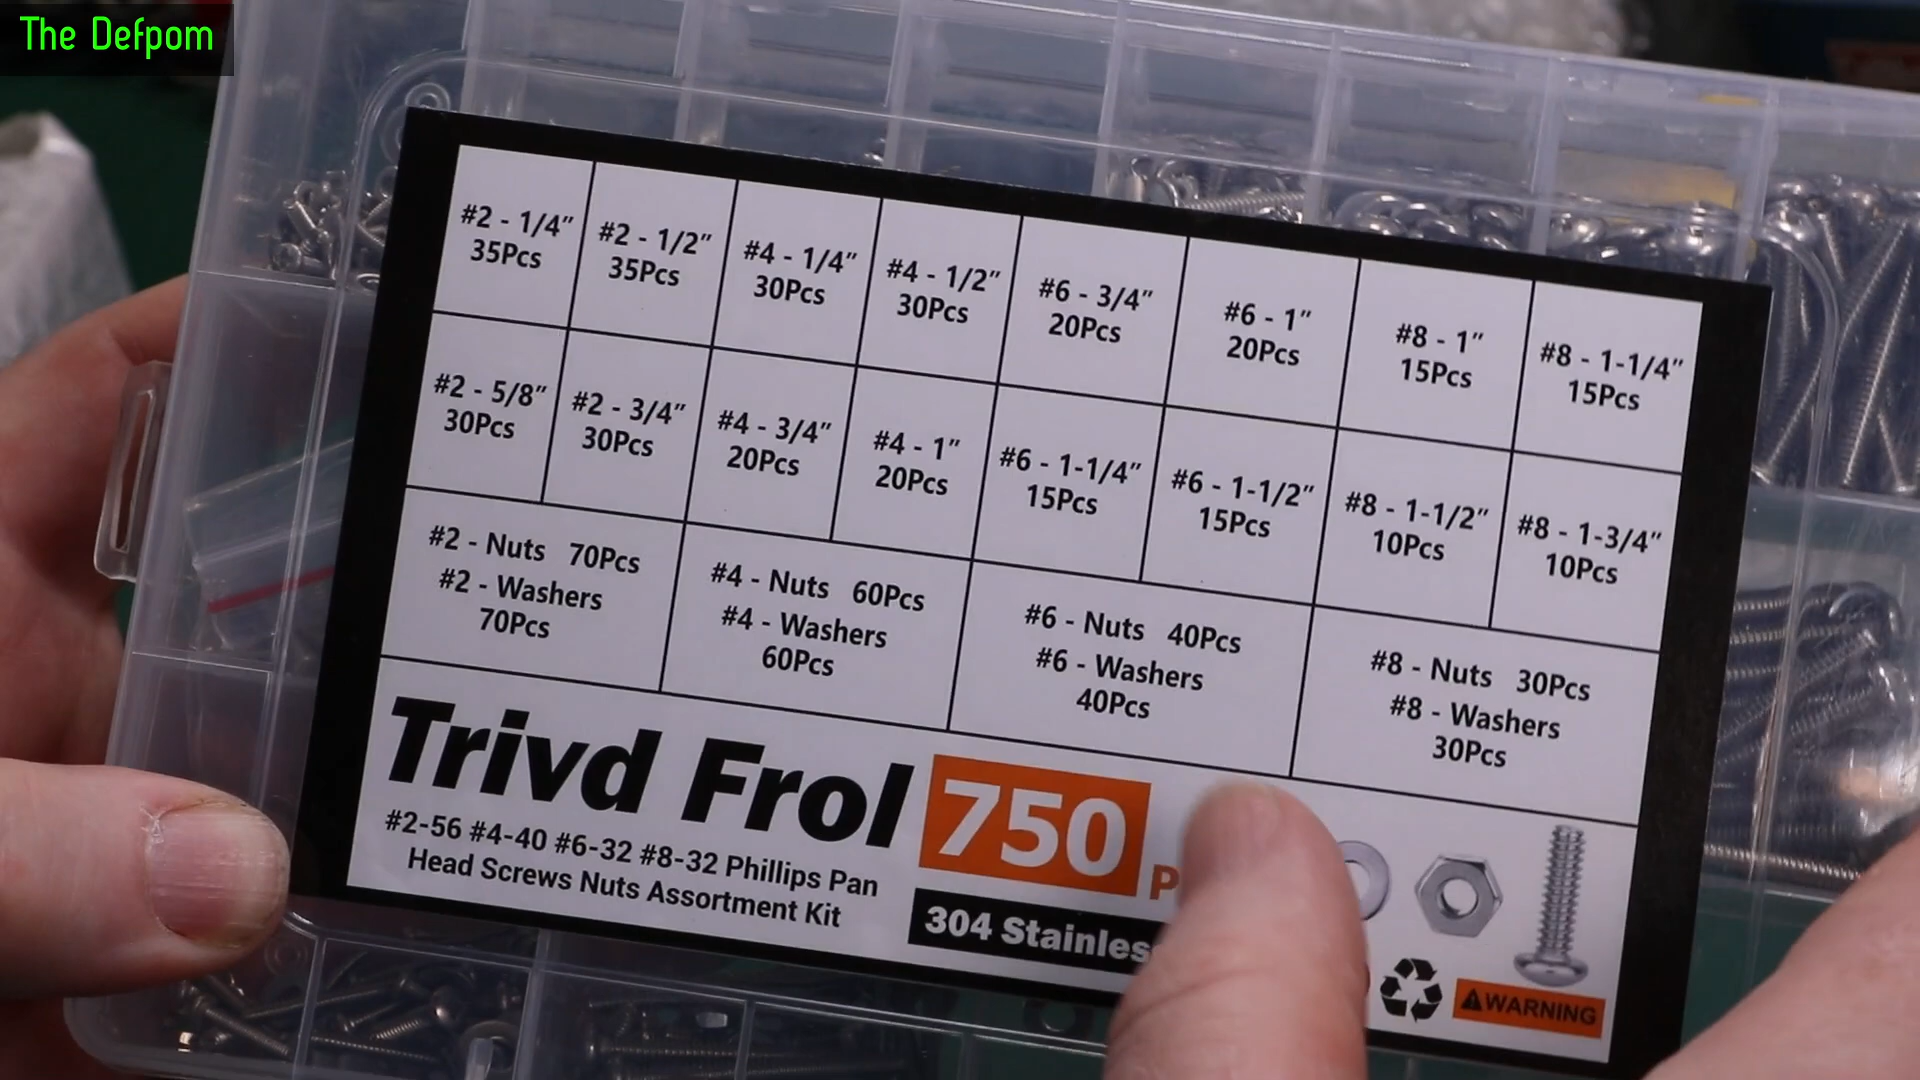 The Defpom
#2 - 1/4"
35Pcs
#2 - 1/2"
35Pcs
#4 - 1/4"
30Pcs
#4 - 1/2"
30Pcs
#6 - 3/4"
20Pcs
#6 - 1"
20Pcs
#8 - 1"
15Pcs
#8 - 1-1/4"
15Pcs
#2 - 5/8"
30Pcs
#2 - 3/4"
30Pcs
#4 - 3/4"
20Pcs
#4 - 1"
20Pcs
#6 - 1-1/4"
15Pcs
#6 - 1-1/2"
15Pcs
#8 - 1-1/2"
10Pcs
#8 - 1-3/4"
10Pcs
#2 - Nuts 70Pcs
#2 - Washers
70Pcs
#4 - Nuts 60Pcs
#4 - Washers
60Pcs
#6 - Nuts 40Pcs
#6 - Washers
40Pcs
#8 - Nuts 30Pcs
#8 - Washers
30Pcs
Trivd Frol
750
#2-56 #4-40 #6-32 #8-32 Phillips Pan
Head Screws Nuts Assortment Kit
304
WARNING